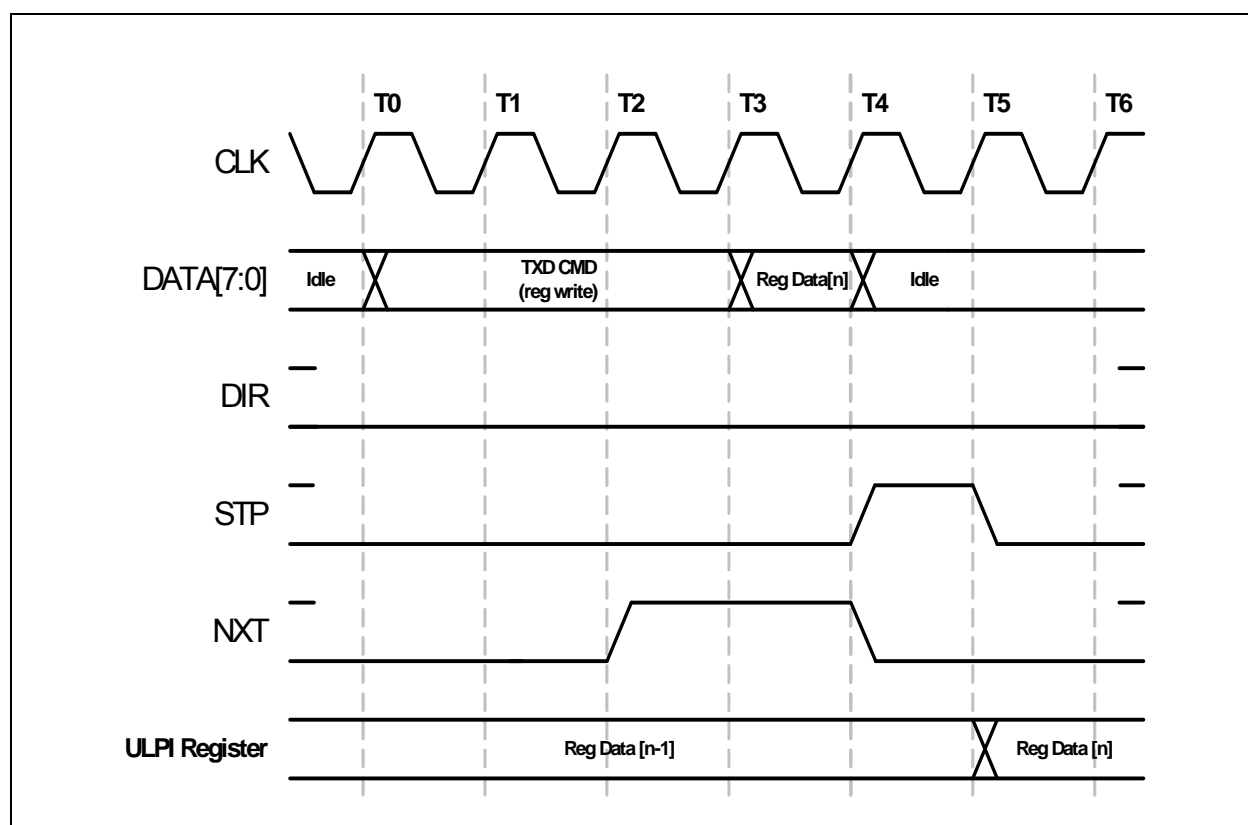 T0 T1 T2 T3 T4 T5 T6
CLK
DATA[7:0] Idle TXD CMD Reg Data[n] Idle
(reg write)
DIR
STP
NXT
ULPI Register Reg Data [n-1] Reg Data [n]